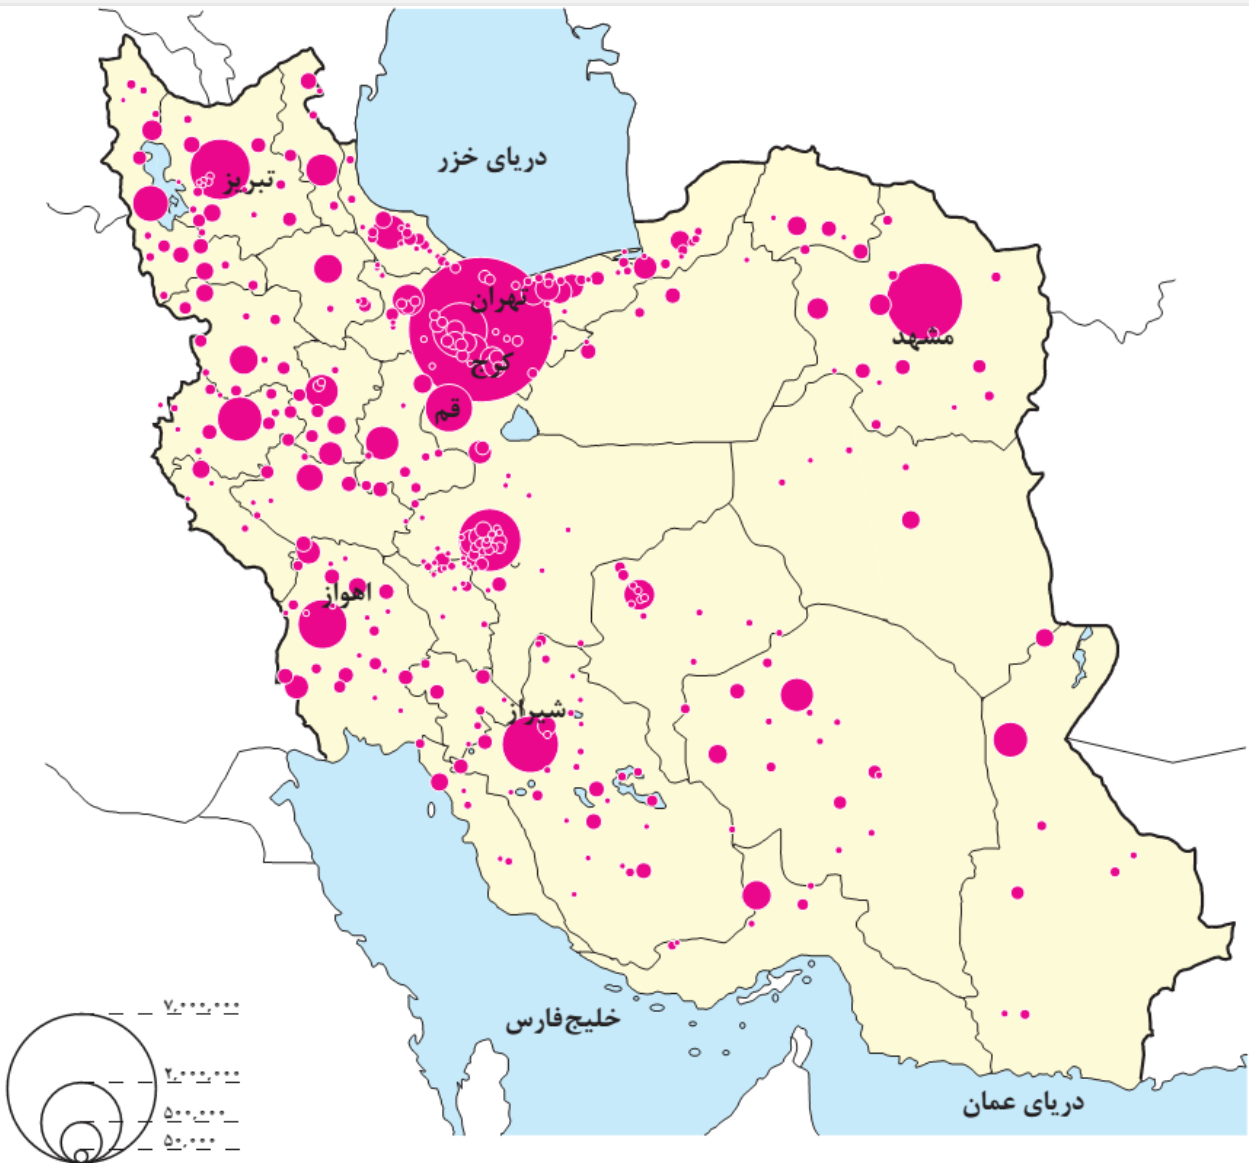 دریای خزر
تبریز
تهران
کرج
مشهد
قم
اهواز
شیراز
خلیج‌فارس
دریای عمان
۷,۰۰۰,۰۰۰
۲,۰۰۰,۰۰۰
۵۰۰,۰۰۰
۵۰,۰۰۰